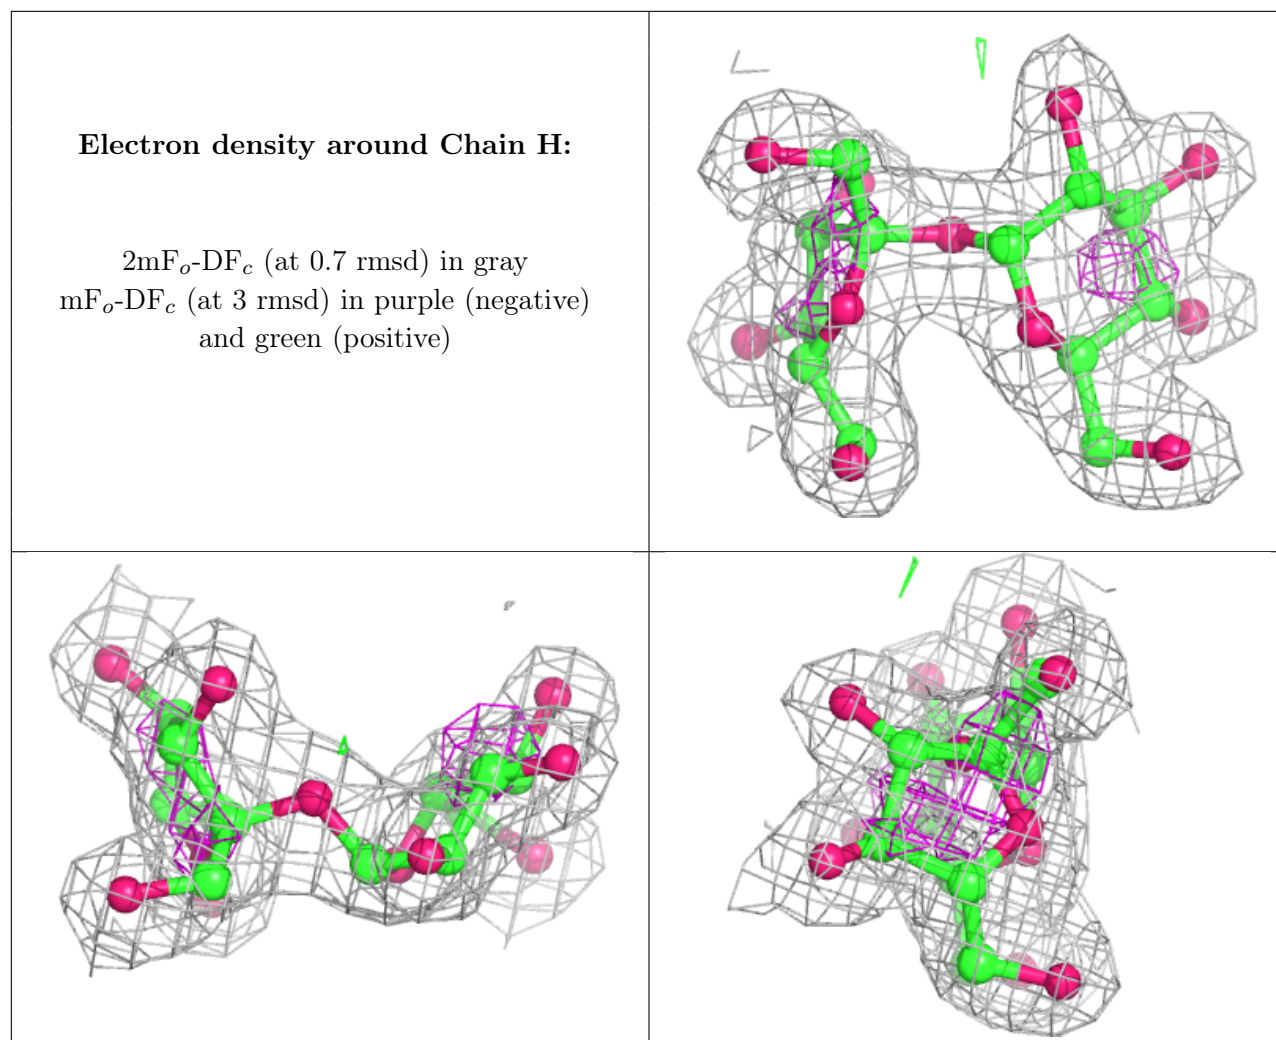 Electron density around Chain H:
2mFₒ-DF𝒸 (at 0.7 rmsd) in gray
mFₒ-DF𝒸 (at 3 rmsd) in purple (negative)
and green (positive)